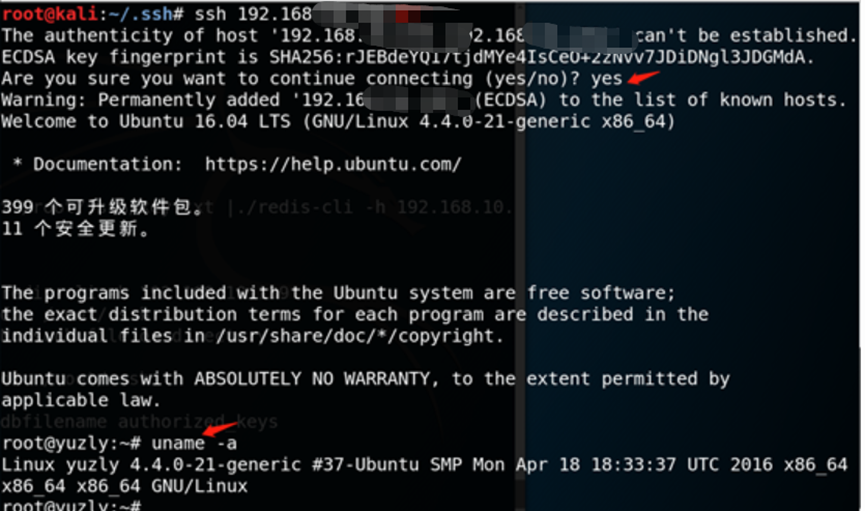 root@kali:~/.ssh# ssh 192.168
The authenticity of host '192.168. 2.168 can't be established.
ECDSA key fingerprint is SHA256:rJEBdeYQi7tjdMYe4IsCeO+2zNVv7JDiDNgl3JDGMdA.
Are you sure you want to continue connecting (yes/no)? yes
Warning: Permanently added '192.16 (ECDSA) to the list of known hosts.
Welcome to Ubuntu 16.04 LTS (GNU/Linux 4.4.0-21-generic x86_64)
* Documentation: https://help.ubuntu.com/
399 个可升级软件包。
xt |./redis-cli -h 192.168.10.
11 个安全更新。
The programs included with the Ubuntu system are free software;
the exact distribution terms for each program are described in the
individual files in /usr/share/doc/*/copyright.
Ubuntu comes with ABSOLUTELY NO WARRANTY, to the extent permitted by
applicable law.
dbfilename authorized_keys
root@yuzly:~# uname -a
Linux yuzly 4.4.0-21-generic #37-Ubuntu SMP Mon Apr 18 18:33:37 UTC 2016 x86_64
x86_64 x86_64 GNU/Linux
root@yuzly:~#